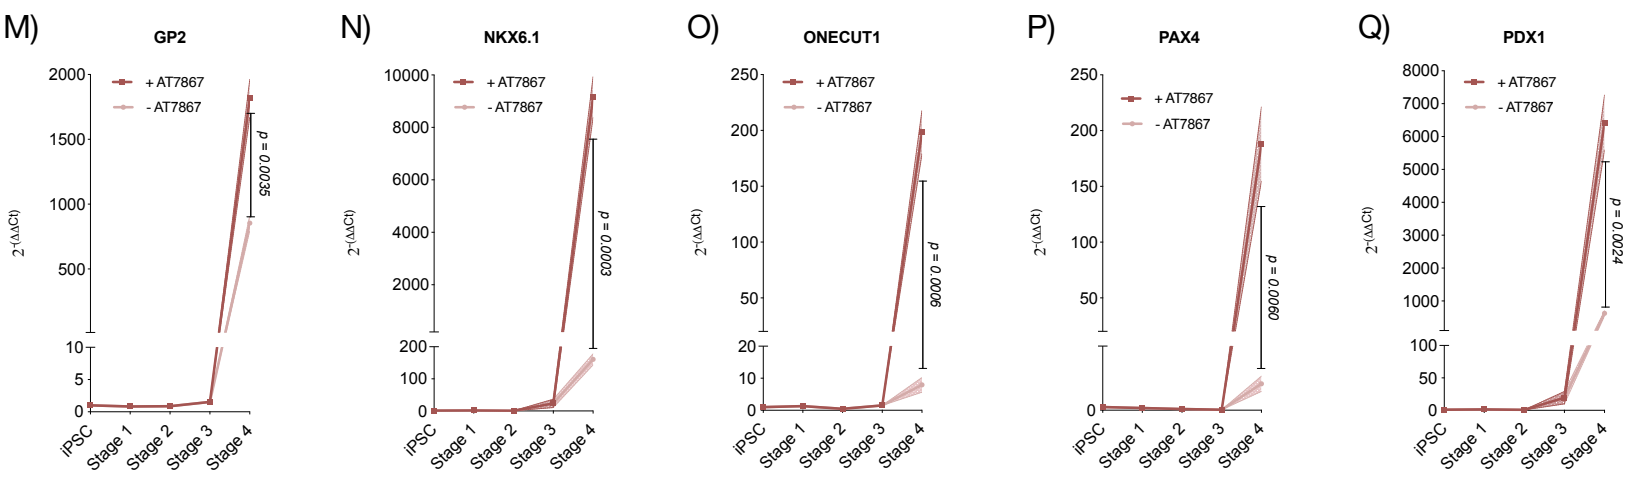 M)
GP2
+ AT7867
- AT7867
2000
1500
1000
500
10
5
0
2-(ΔΔCt)
p = 0.0035
iPSC
Stage 1
Stage 2
Stage 3
Stage 4
N)
NKX6.1
+ AT7867
- AT7867
10000
8000
6000
4000
2000
200
100
0
2-(ΔΔCt)
p = 0.0003
iPSC
Stage 1
Stage 2
Stage 3
Stage 4
O)
ONECUT1
+ AT7867
- AT7867
250
200
150
100
50
20
10
0
2-(ΔΔCt)
p = 0.0006
iPSC
Stage 1
Stage 2
Stage 3
Stage 4
P)
PAX4
+ AT7867
- AT7867
250
200
150
100
50
0
2-(ΔΔCt)
p = 0.0060
iPSC
Stage 1
Stage 2
Stage 3
Stage 4
Q)
PDX1
+ AT7867
- AT7867
8000
7000
6000
5000
4000
3000
2000
1000
100
50
0
2-(ΔΔCt)
p = 0.0024
iPSC
Stage 1
Stage 2
Stage 3
Stage 4